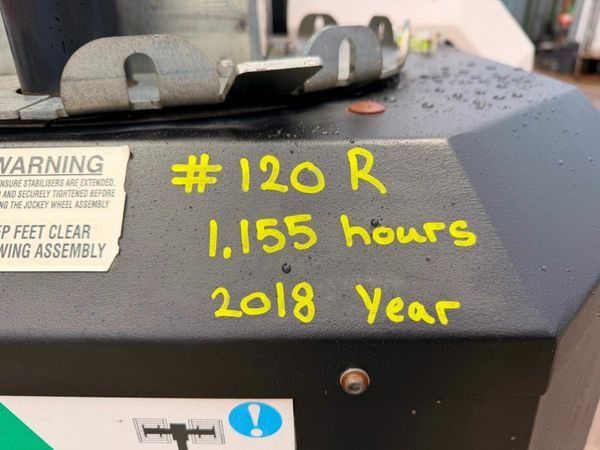 WARNING
ENSURE STABILISERS ARE EXTENDED,
AND SECURELY TIGHTENED BEFORE
THE JOCKEY WHEEL ASSEMBLY
FEET CLEAR
ASSEMBLY
# 120 R
1,155 hours
2018 Year